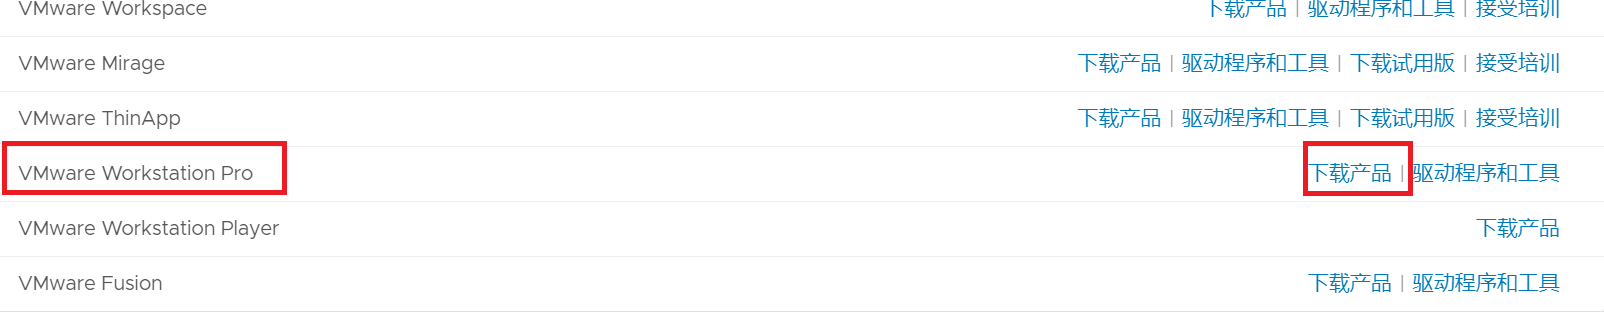 VMware Workspace 下载产品 | 驱动程序和工具 | 接受培训
VMware Mirage 下载产品 | 驱动程序和工具 | 下载试用版 | 接受培训
VMware ThinApp 下载产品 | 驱动程序和工具 | 下载试用版 | 接受培训
VMware Workstation Pro 下载产品 | 驱动程序和工具
VMware Workstation Player 下载产品
VMware Fusion 下载产品 | 驱动程序和工具